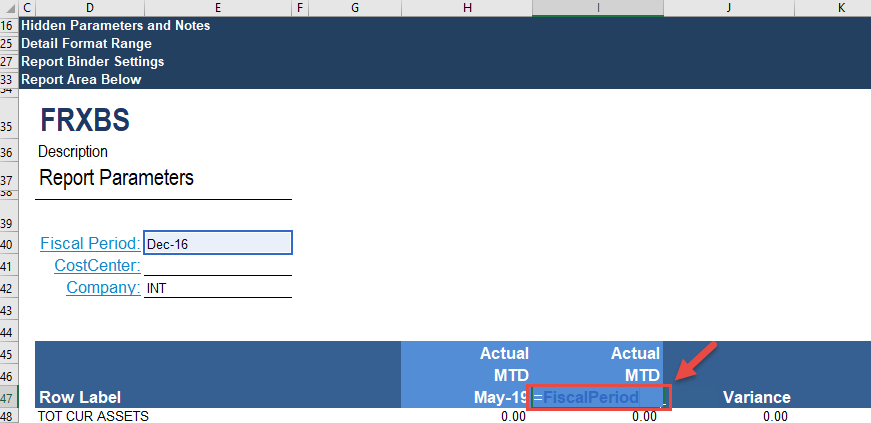 C D E F G H I J K
16 Hidden Parameters and Notes
25 Detail Format Range
27 Report Binder Settings
33 Report Area Below
34
35 FRXBS
36 Description
37 Report Parameters
38
39
40 Fiscal Period: Dec-16
41 CostCenter:
42 Company: INT
43
44
45 Actual Actual
46 MTD MTD
47 Row Label May-19 =FiscalPeriod Variance
48 TOT CUR ASSETS 0.00 0.00 0.00